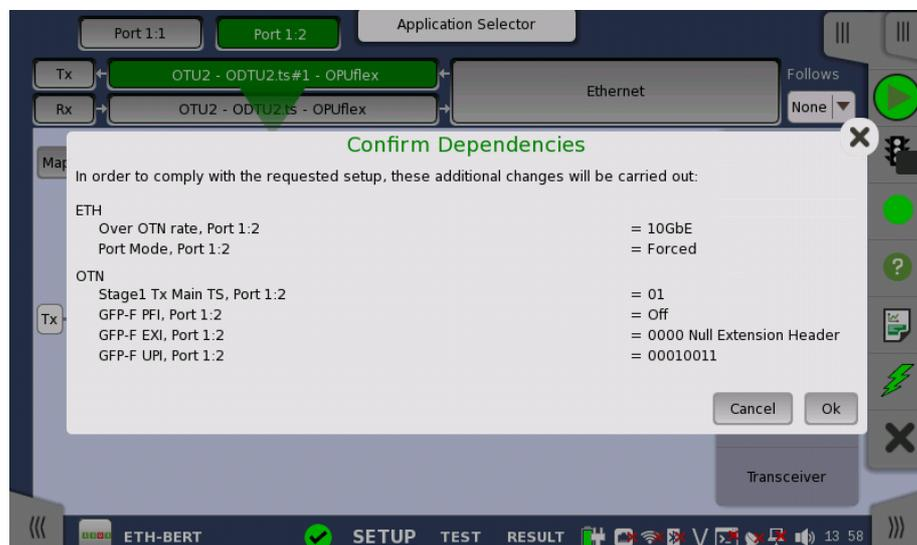 Port 1:1
Port 1:2
Application Selector
Tx
OTU2 - ODTU2.ts#1 - OPUflex
Ethernet
Follows
Rx
OTU2 - ODTU2.ts - OPUflex
None
Map
Confirm Dependencies
In order to comply with the requested setup, these additional changes will be carried out:
ETH
Over OTN rate, Port 1:2 = 10GbE
Port Mode, Port 1:2 = Forced
OTN
Stage1 Tx Main TS, Port 1:2 = 01
GFP-F PFI, Port 1:2 = Off
GFP-F EXI, Port 1:2 = 0000 Null Extension Header
GFP-F UPI, Port 1:2 = 00010011
Tx
Cancel
Ok
Transceiver
ETH-BERT
SETUP
TEST
RESULT
13 58